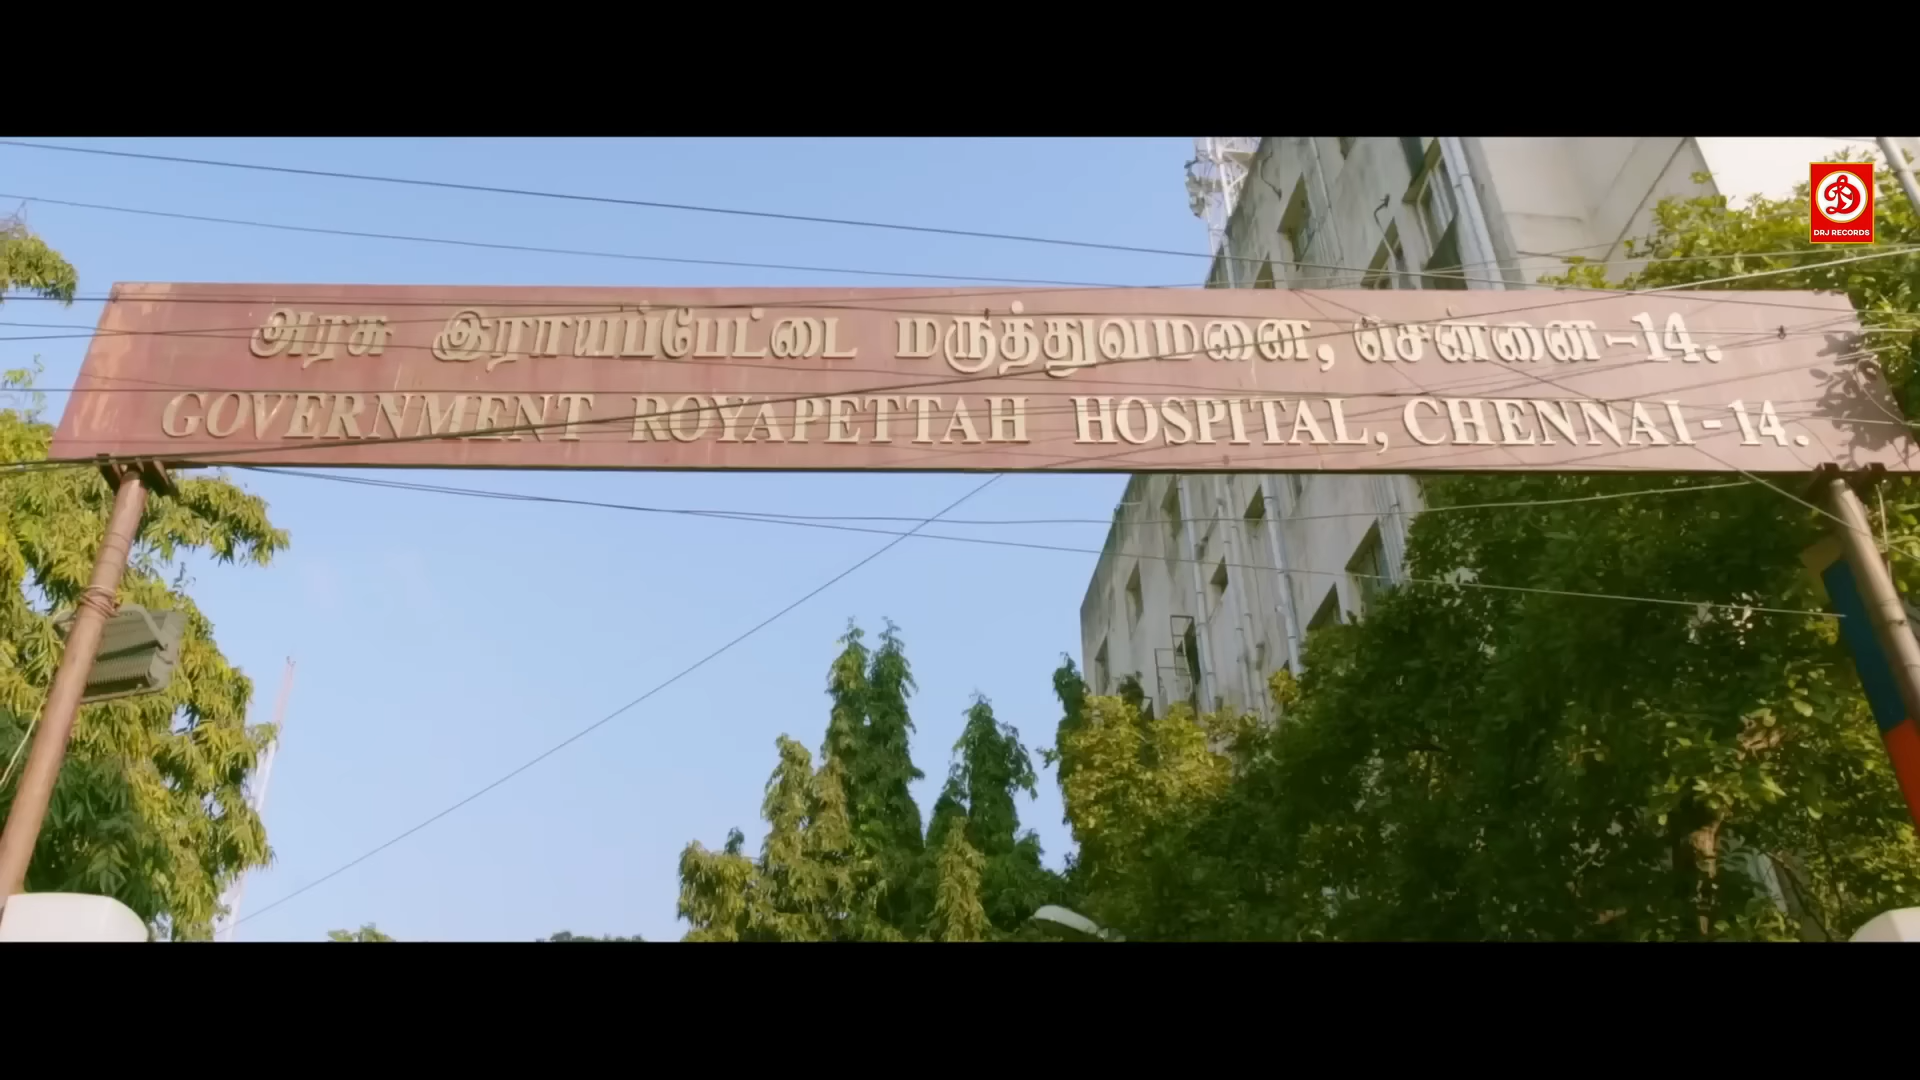 அரசு இராயப்பேட்டை மருத்துவமனை, சென்னை-14.
GOVERNMENT ROYAPETTAH HOSPITAL, CHENNAI-14.
DRJ RECORDS